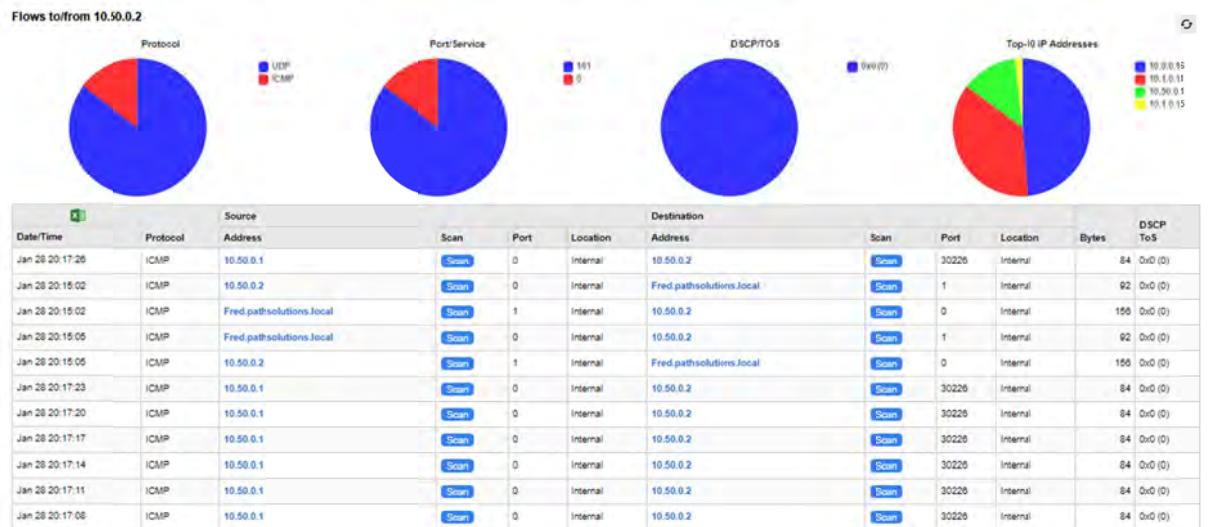 Flows to/from 10.50.0.2
Protocol
UDP
ICMP
Port/Service
161
0
DSCP/TOS
0x0 (0)
Top-10 IP Addresses
10.0.0.15
10.1.0.11
10.50.0.1
10.1.0.15
Source Destination
Date/Time Protocol Address Scan Port Location Address Scan Port Location Bytes DSCP ToS
Jan 28 20:17:26 ICMP 10.50.0.1 Scan 0 Internal 10.50.0.2 Scan 30226 Internal 84 0x0 (0)
Jan 28 20:15:02 ICMP 10.50.0.2 Scan 0 Internal Fred.pathsolutions.local Scan 1 Internal 92 0x0 (0)
Jan 28 20:15:02 ICMP Fred.pathsolutions.local Scan 1 Internal 10.50.0.2 Scan 0 Internal 156 0x0 (0)
Jan 28 20:15:05 ICMP Fred.pathsolutions.local Scan 0 Internal 10.50.0.2 Scan 1 Internal 92 0x0 (0)
Jan 28 20:15:05 ICMP 10.50.0.2 Scan 1 Internal Fred.pathsolutions.local Scan 0 Internal 156 0x0 (0)
Jan 28 20:17:23 ICMP 10.50.0.1 Scan 0 Internal 10.50.0.2 Scan 30226 Internal 84 0x0 (0)
Jan 28 20:17:20 ICMP 10.50.0.1 Scan 0 Internal 10.50.0.2 Scan 30226 Internal 84 0x0 (0)
Jan 28 20:17:17 ICMP 10.50.0.1 Scan 0 Internal 10.50.0.2 Scan 30226 Internal 84 0x0 (0)
Jan 28 20:17:14 ICMP 10.50.0.1 Scan 0 Internal 10.50.0.2 Scan 30226 Internal 84 0x0 (0)
Jan 28 20:17:11 ICMP 10.50.0.1 Scan 0 Internal 10.50.0.2 Scan 30226 Internal 84 0x0 (0)
Jan 28 20:17:08 ICMP 10.50.0.1 Scan 0 Internal 10.50.0.2 Scan 30226 Internal 84 0x0 (0)